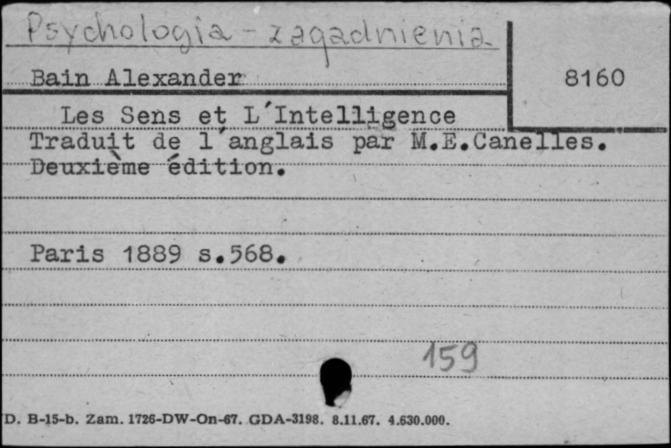 Psychologia - zagadnienia
Bain Alexander
8160
Les Sens et L´Intelligence
Traduit de l´anglais par M.E.Canelles.
Deuxième édition.
Paris 1889 s.568.
159
D. B-15-b. Zam. 1726-DW-On-67. GDA-3198. 8.11.67. 4.630.000.